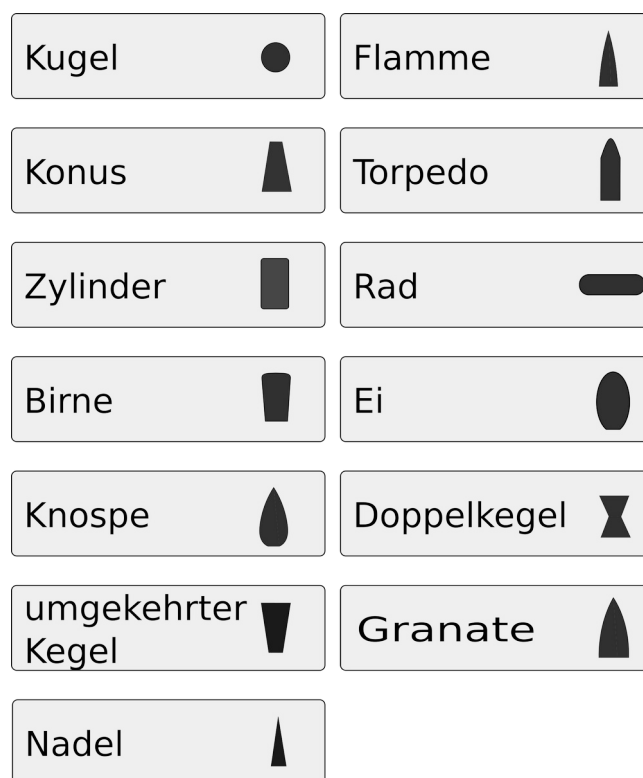 Kugel
Flamme
Konus
Torpedo
Zylinder
Rad
Birne
Ei
Knospe
Doppelkegel
umgekehrter
Kegel
Granate
Nadel